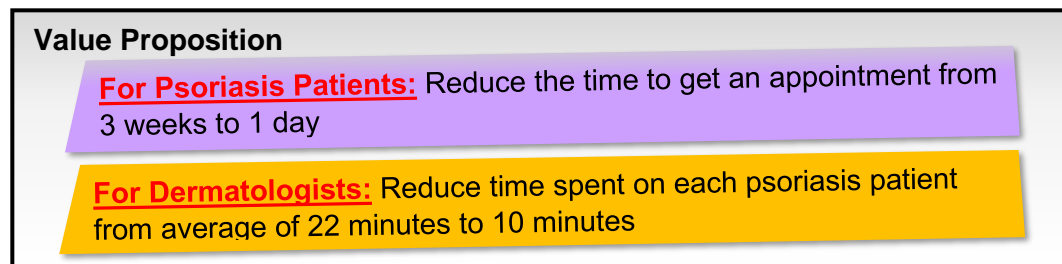 Value Proposition
For Psoriasis Patients: Reduce the time to get an appointment from
3 weeks to 1 day
For Dermatologists: Reduce time spent on each psoriasis patient
from average of 22 minutes to 10 minutes